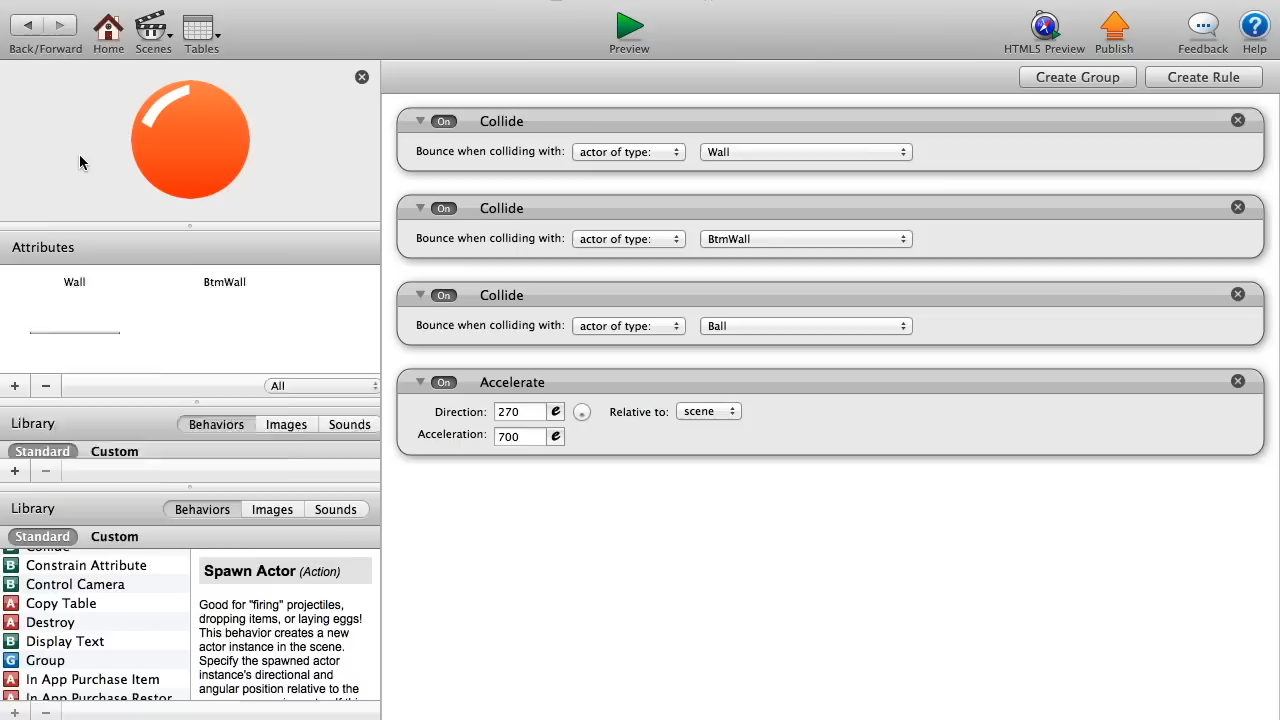 Back/Forward Home Scenes Tables Preview HTML5 Preview Publish Feedback Help
Create Group Create Rule
On Collide
Bounce when colliding with: actor of type: Wall
On Collide
Bounce when colliding with: actor of type: BtmWall
On Collide
Bounce when colliding with: actor of type: Ball
On Accelerate
Direction: 270 e Relative to: scene
Acceleration: 700 e
Attributes
Wall BtmWall
+ − All
Library Behaviors Images Sounds
Standard Custom
+ −
Library Behaviors Images Sounds
Standard Custom
B Collide
B Constrain Attribute
B Control Camera
A Copy Table
A Destroy
B Display Text
G Group
A In App Purchase Item
A In App Purchase Restor
Spawn Actor (Action)
Good for "firing" projectiles,
dropping items, or laying eggs!
This behavior creates a new
actor instance in the scene.
Specify the spawned actor
instance's directional and
angular position relative to the
+ −